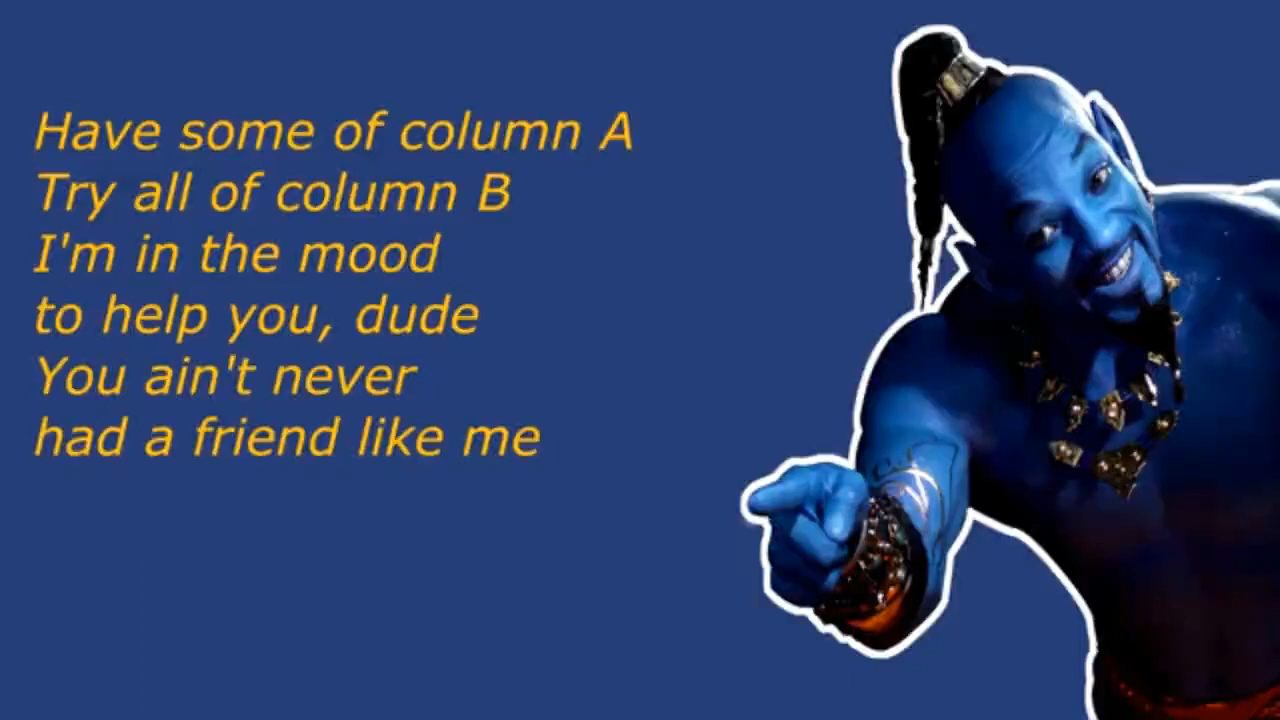 Have some of column A
Try all of column B
I'm in the mood
to help you, dude
You ain't never
had a friend like me